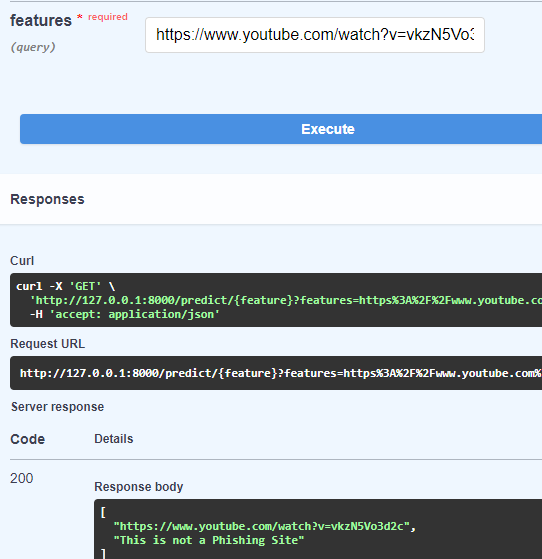 features * required
(query)
https://www.youtube.com/watch?v=vkzN5Vo3
Execute
Responses
Curl
curl -X 'GET' \
'http://127.0.0.1:8000/predict/{feature}?features=https%3A%2F%2Fwww.youtube.co
-H 'accept: application/json'
Request URL
http://127.0.0.1:8000/predict/{feature}?features=https%3A%2F%2Fwww.youtube.com%
Server response
Code Details
200
Response body
[
"https://www.youtube.com/watch?v=vkzN5Vo3d2c",
"This is not a Phishing Site"
]